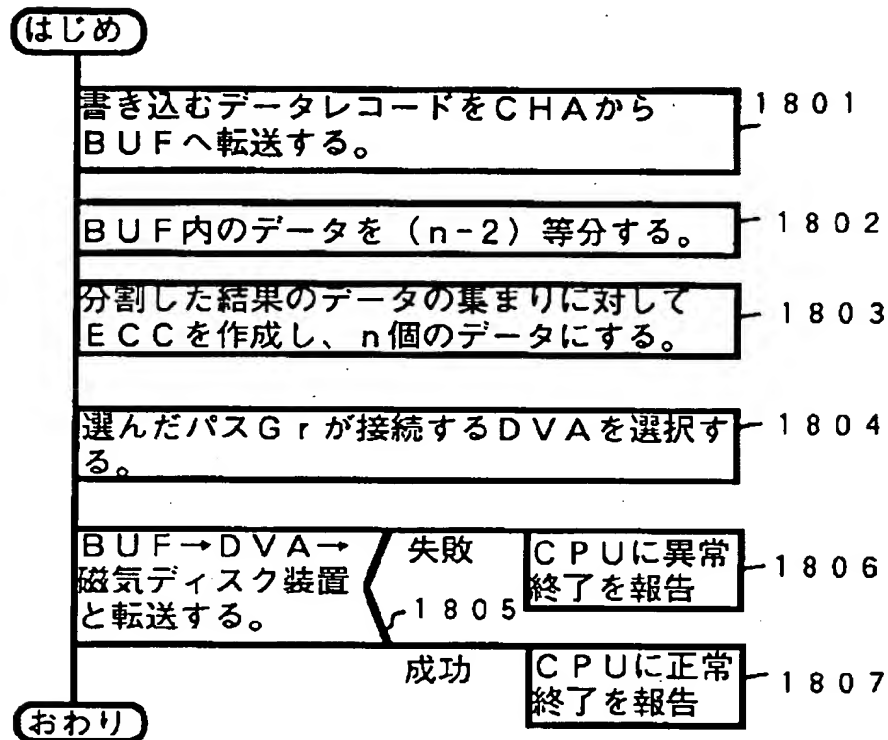 はじめ
書き込むデータレコードをCHAから
BUFへ転送する。
1801
BUF内のデータを(n-2)等分する。
1802
分割した結果のデータの集まりに対して
ECCを作成し、n個のデータにする。
1803
選んだパスGrが接続するDVAを選択す
る。
1804
BUF→DVA→
磁気ディスク装置
と転送する。
1805
失敗
CPUに異常
終了を報告
1806
成功
CPUに正常
終了を報告
1807
おわり